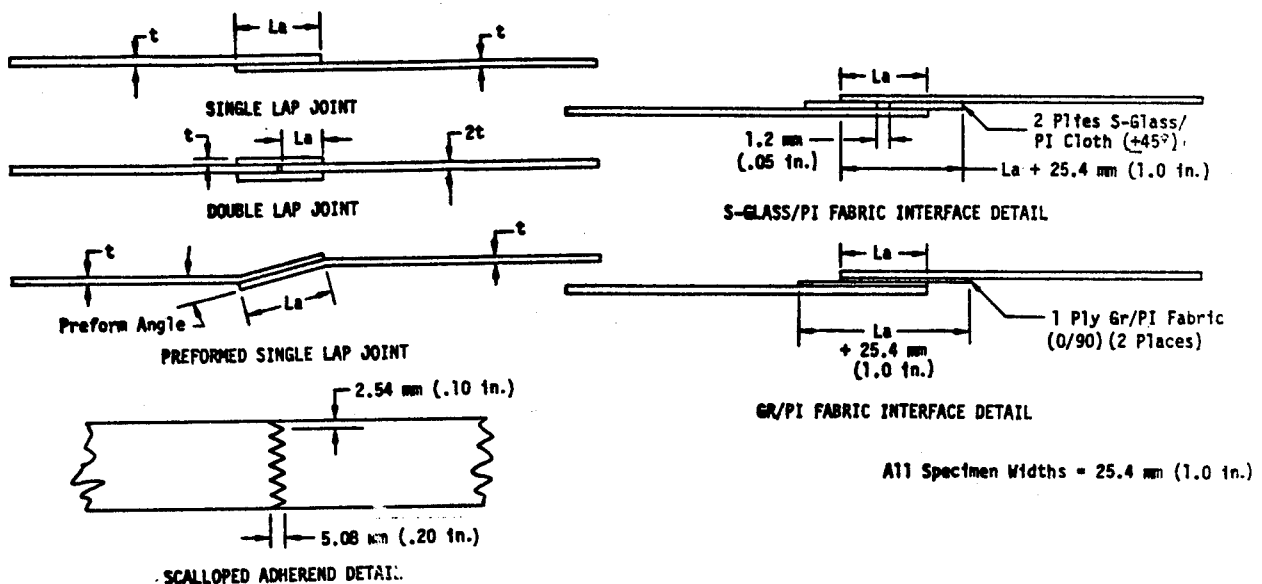 La
t
t
SINGLE LAP JOINT
t
La
2t
DOUBLE LAP JOINT
t
t
La
Preform Angle
PREFORMED SINGLE LAP JOINT
2.54 mm (.10 in.)
5.08 mm (.20 in.)
SCALLOPED ADHEREND DETAIL
La
1.2 mm
(.05 in.)
2 Plies S-Glass/
PI Cloth (±45°)
La + 25.4 mm (1.0 in.)
S-GLASS/PI FABRIC INTERFACE DETAIL
La
La
+ 25.4 mm
(1.0 in.)
1 Ply Gr/PI Fabric
(0/90) (2 Places)
GR/PI FABRIC INTERFACE DETAIL
All Specimen Widths = 25.4 mm (1.0 in.)